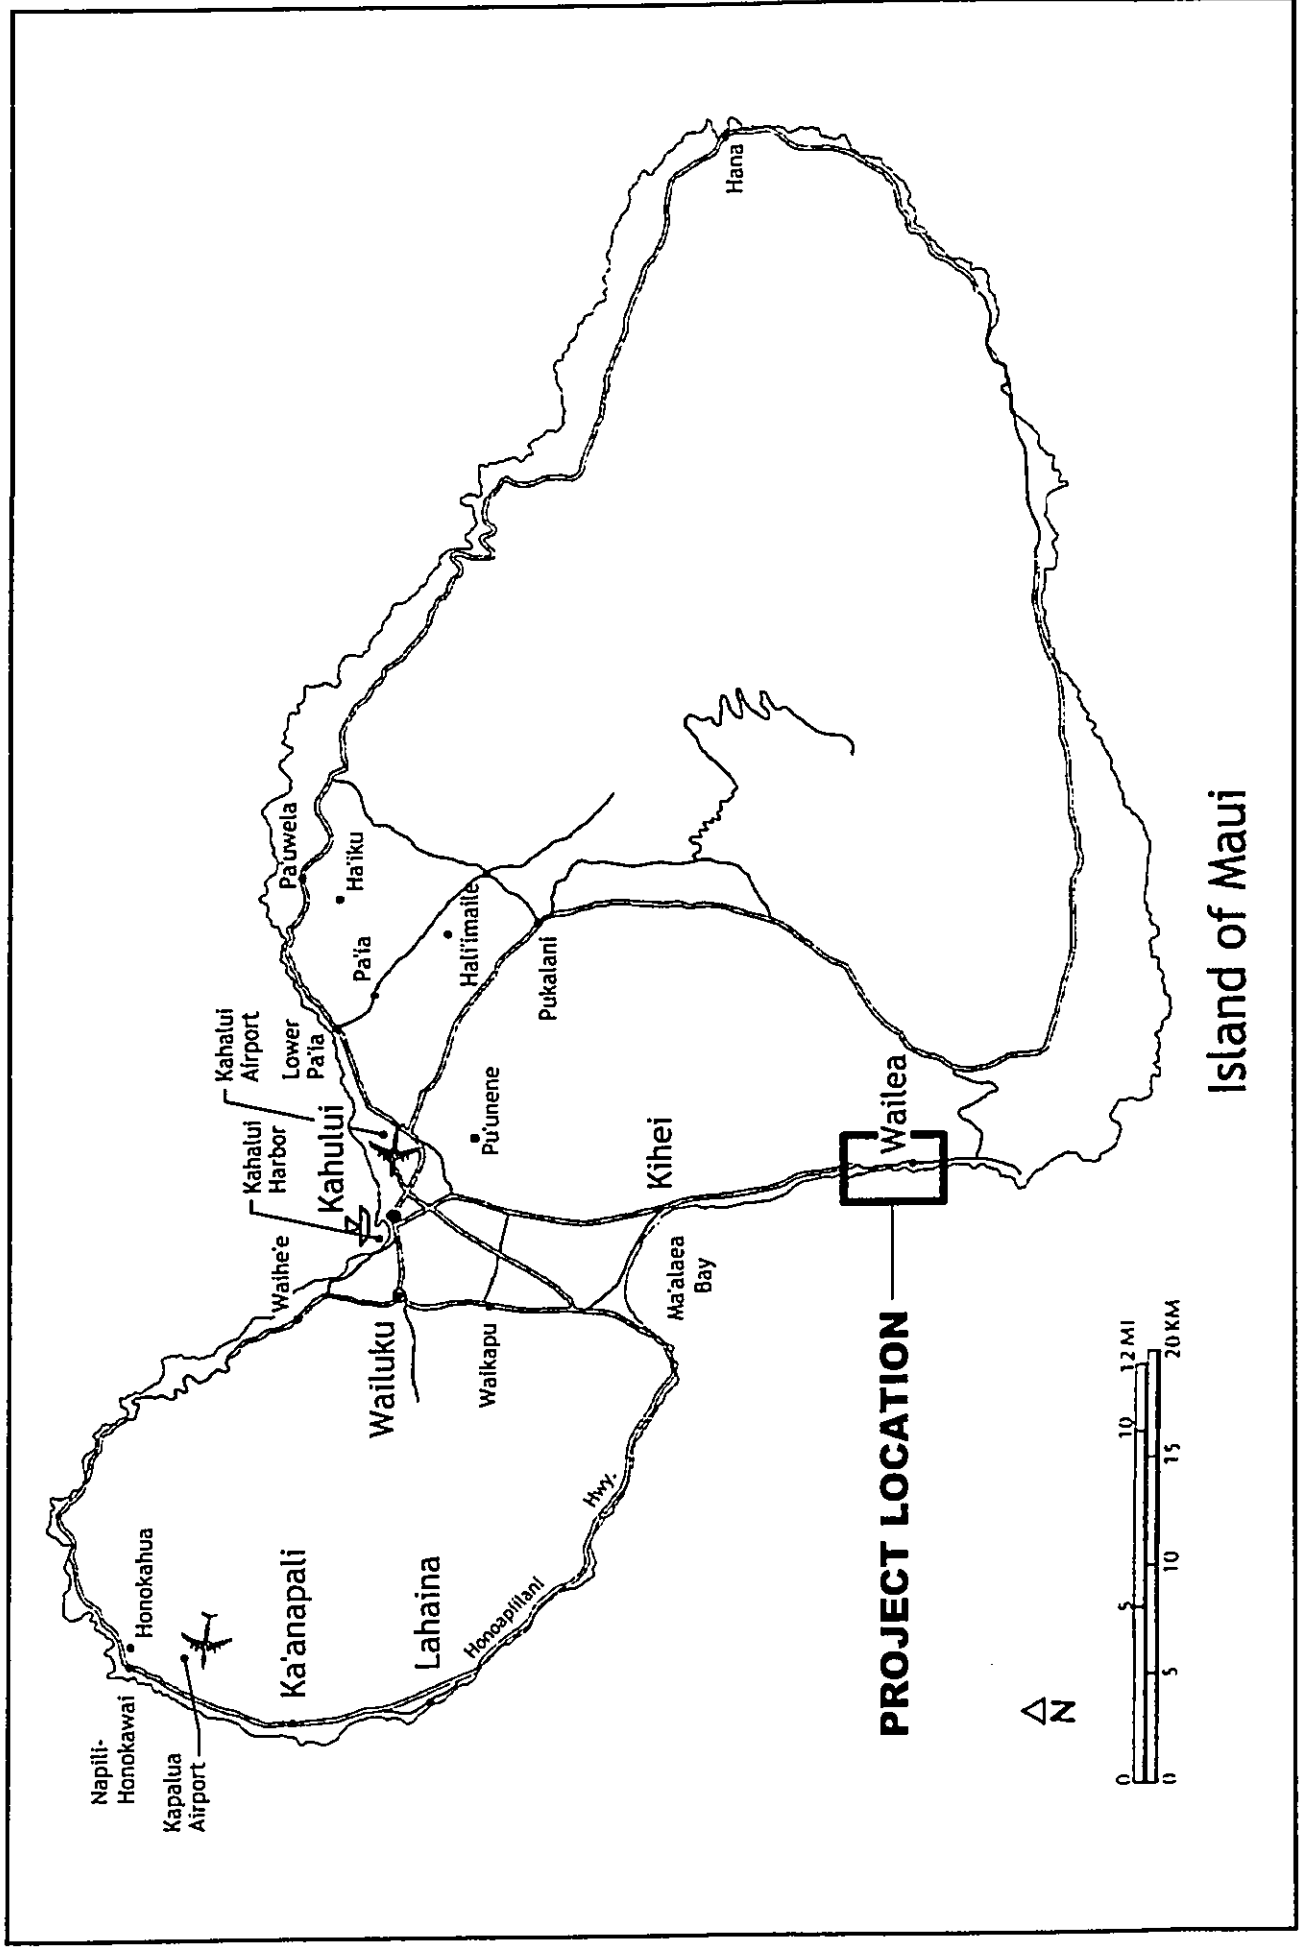 Napili-
Honokawai
Honokahua
Kapalua
Airport
Ka'anapali
Lahaina
Honoapiilani
Hwy.
Waihe'e
Wailuku
Waikapu
Kahalui
Harbor
Kahului
Kahalui
Airport
Lower
Pa'ia
Pa'ia
Pa'uwela
Ha'iku
Hali'imaile
Pukalani
Pu'unene
Kihei
Ma'alaea
Bay
Wailea
Hana
PROJECT LOCATION
N
0 5 10 12 MI
0 5 10 15 20 KM
Island of Maui